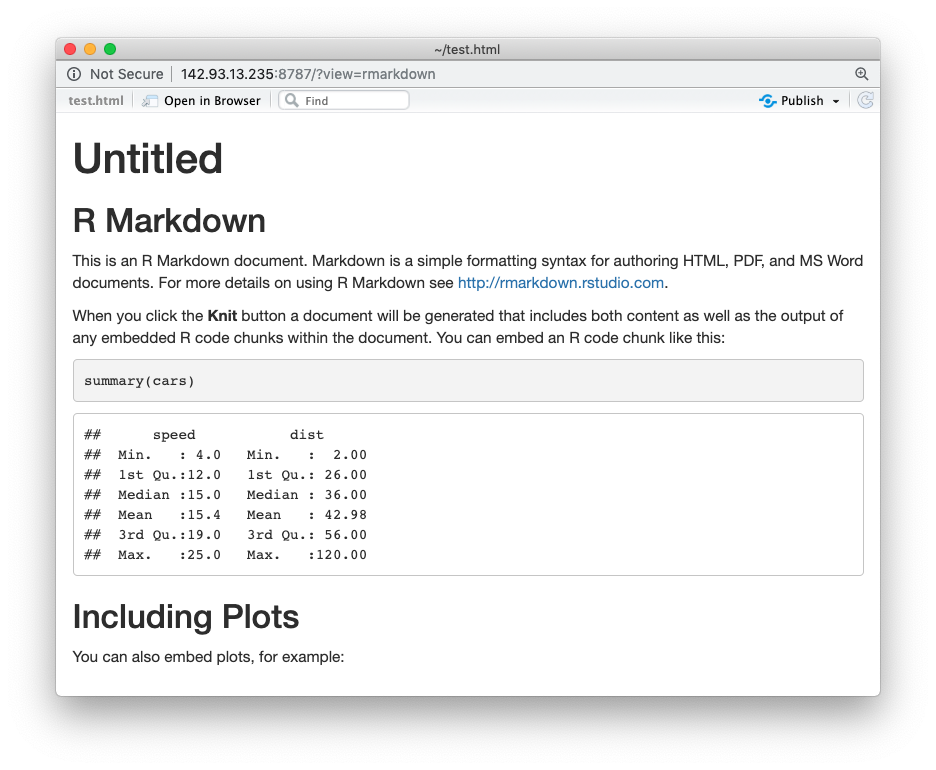 ~/test.html
Not Secure 142.93.13.235:8787/?view=rmarkdown
test.html Open in Browser Find Publish
Untitled
R Markdown
This is an R Markdown document. Markdown is a simple formatting syntax for authoring HTML, PDF, and MS Word
documents. For more details on using R Markdown see http://rmarkdown.rstudio.com.
When you click the Knit button a document will be generated that includes both content as well as the output of
any embedded R code chunks within the document. You can embed an R code chunk like this:
summary(cars)
##      speed           dist
##  Min.   : 4.0   Min.   :  2.00
##  1st Qu.:12.0   1st Qu.: 26.00
##  Median :15.0   Median : 36.00
##  Mean   :15.4   Mean   : 42.98
##  3rd Qu.:19.0   3rd Qu.: 56.00
##  Max.   :25.0   Max.   :120.00
Including Plots
You can also embed plots, for example: